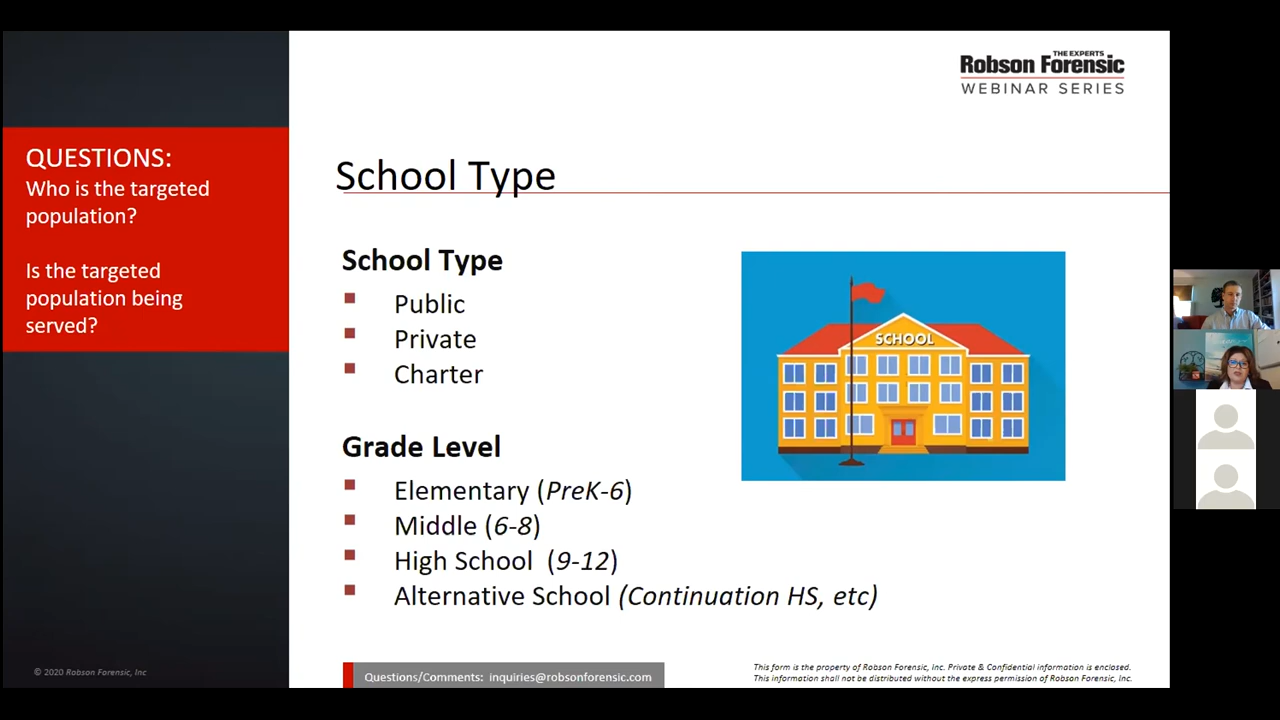 THE EXPERTS
Robson Forensic
WEBINAR SERIES
QUESTIONS:
Who is the targeted
population?
Is the targeted
population being
served?
School Type
School Type
Public
Private
Charter
SCHOOL
Grade Level
Elementary (PreK-6)
Middle (6-8)
High School (9-12)
Alternative School (Continuation HS, etc)
© 2020 Robson Forensic, Inc
Questions/Comments: inquiries@robsonforensic.com
This form is the property of Robson Forensic, Inc. Private & Confidential information is enclosed.
This information shall not be distributed without the express permission of Robson Forensic, Inc.